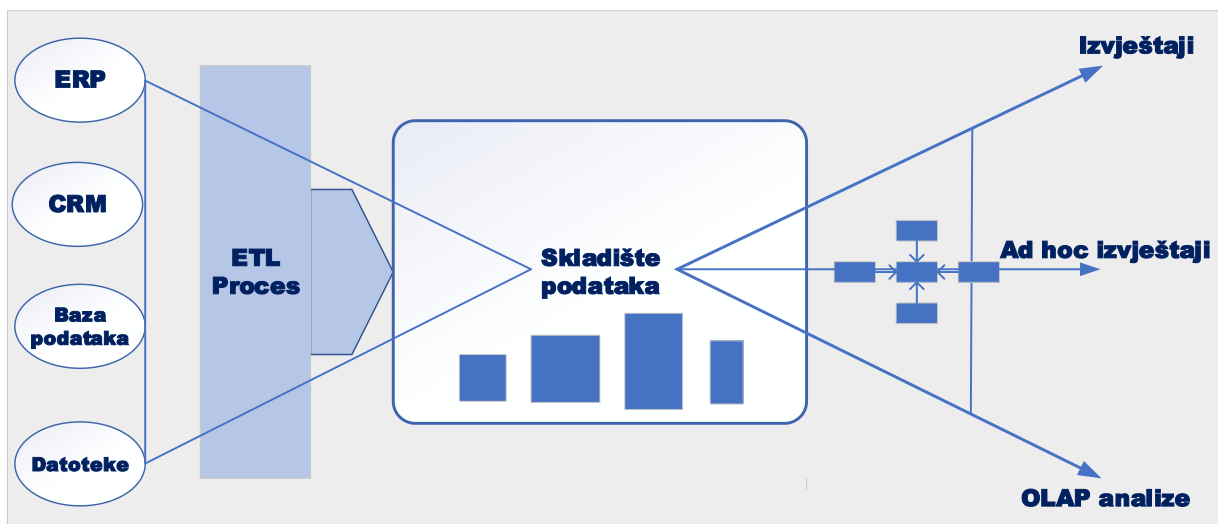 ERP
CRM
Baza
podataka
Datoteke
ETL
Proces
Skladište
podataka
Izvještaji
Ad hoc izvještaji
OLAP analize